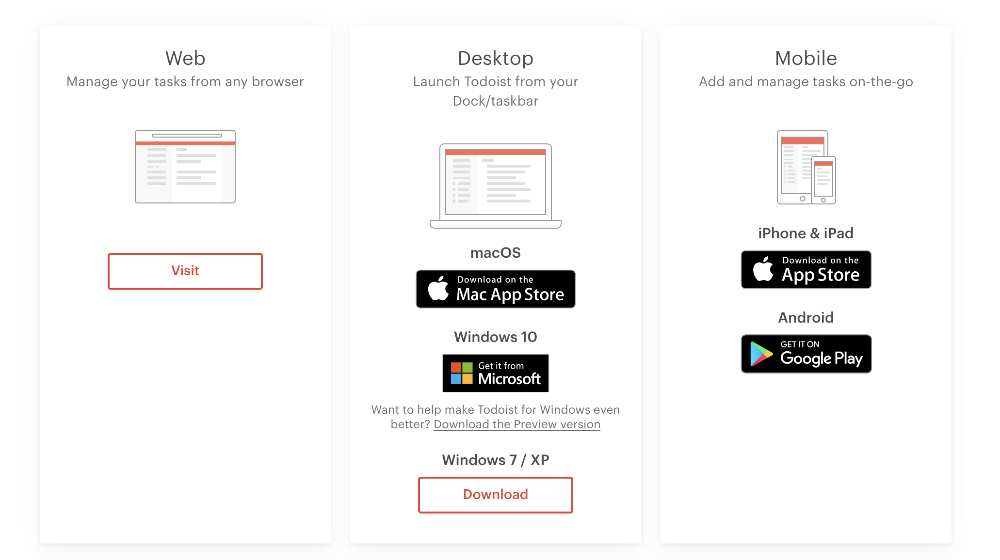 Web
Manage your tasks from any browser
Visit
Desktop
Launch Todoist from your
Dock/taskbar
macOS
Download on the
Mac App Store
Windows 10
Get it from
Microsoft
Want to help make Todoist for Windows even
better? Download the Preview version
Windows 7 / XP
Download
Mobile
Add and manage tasks on-the-go
iPhone & iPad
Download on the
App Store
Android
GET IT ON
Google Play